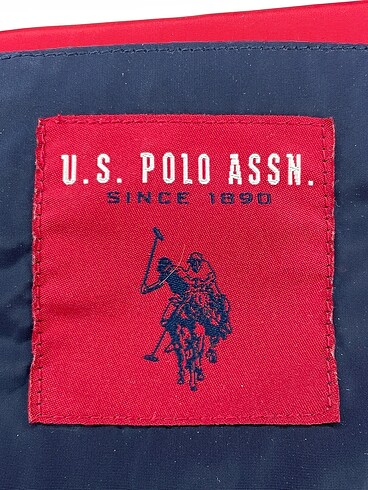 U.S. POLO ASSN.
SINCE 1890